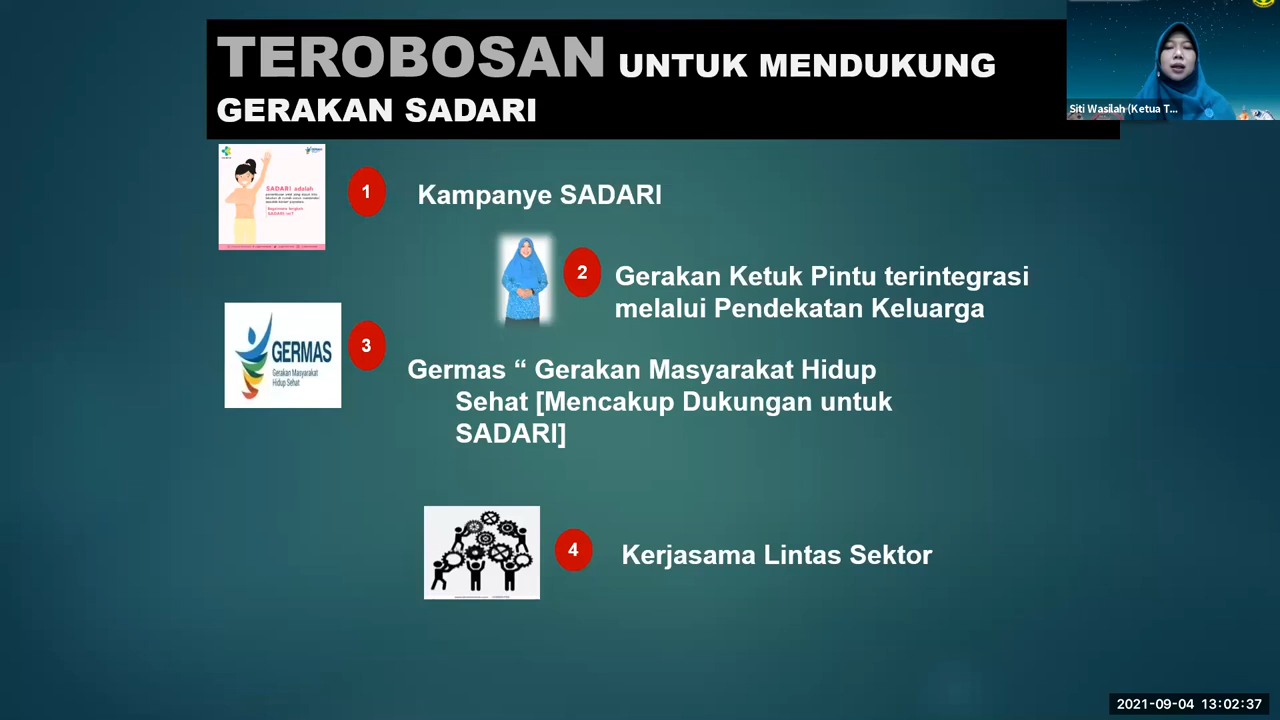 TEROBOSAN UNTUK MENDUKUNG
GERAKAN SADARI
Siti Wasilah (Ketua T...
SADARI adalah
1
Kampanye SADARI
2
Gerakan Ketuk Pintu terintegrasi
melalui Pendekatan Keluarga
GERMAS
Gerakan Masyarakat
Hidup Sehat
3
Germas “ Gerakan Masyarakat Hidup
Sehat [Mencakup Dukungan untuk
SADARI]
4
Kerjasama Lintas Sektor
2021-09-04 13:02:37